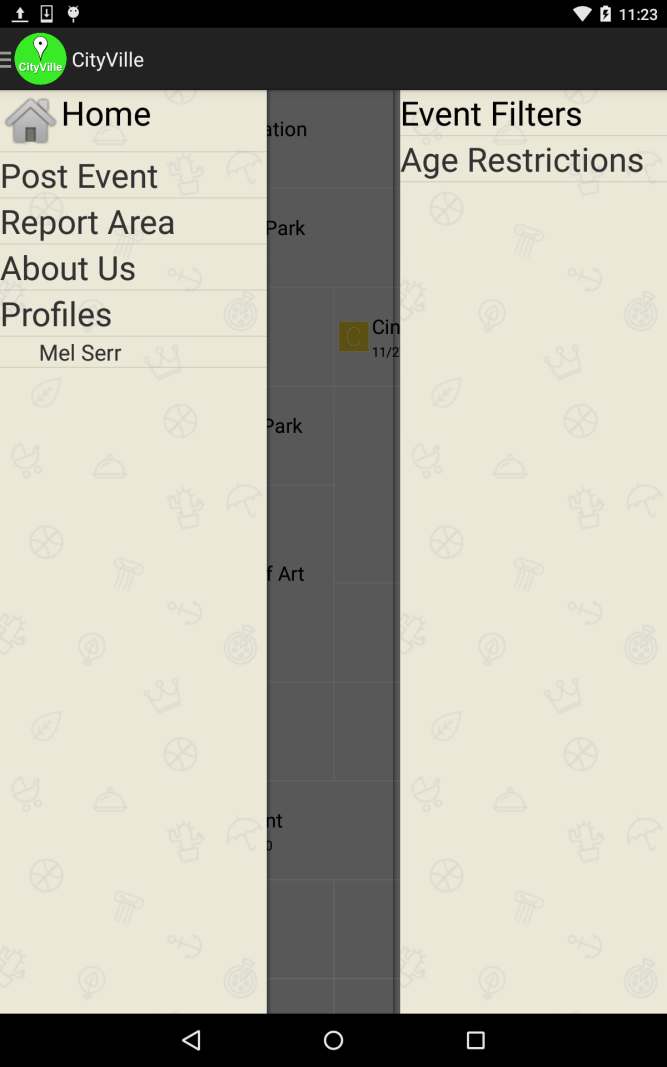 11:23
CityVille
CityVille
Home
Post Event
Report Area
About Us
Profiles
Mel Serr
ation
Park
C
Cin
11/2
Park
f Art
nt
0
Event Filters
Age Restrictions